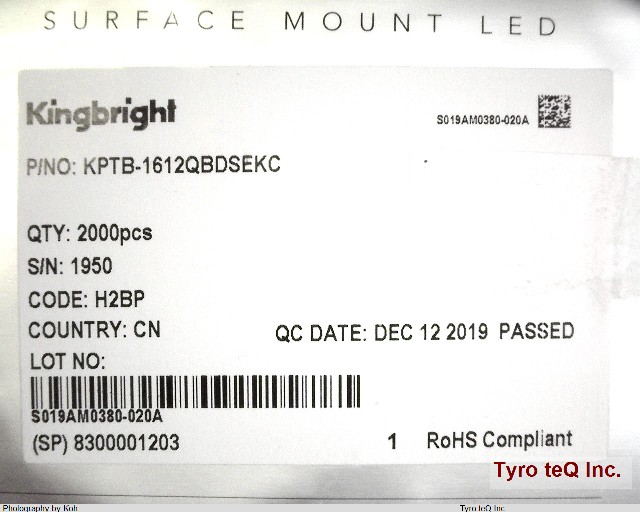 SURFACE MOUNT LED
Kingbright
S019AM0380-020A
P/NO: KPTB-1612QBDSEKC
QTY: 2000pcs
S/N: 1950
CODE: H2BP
COUNTRY: CN QC DATE: DEC 12 2019 PASSED
LOT NO:
S019AM0380-020A
(SP) 8300001203 1 RoHS Compliant
Tyro teQ Inc.
Photography by Koh Tyro teQ Inc